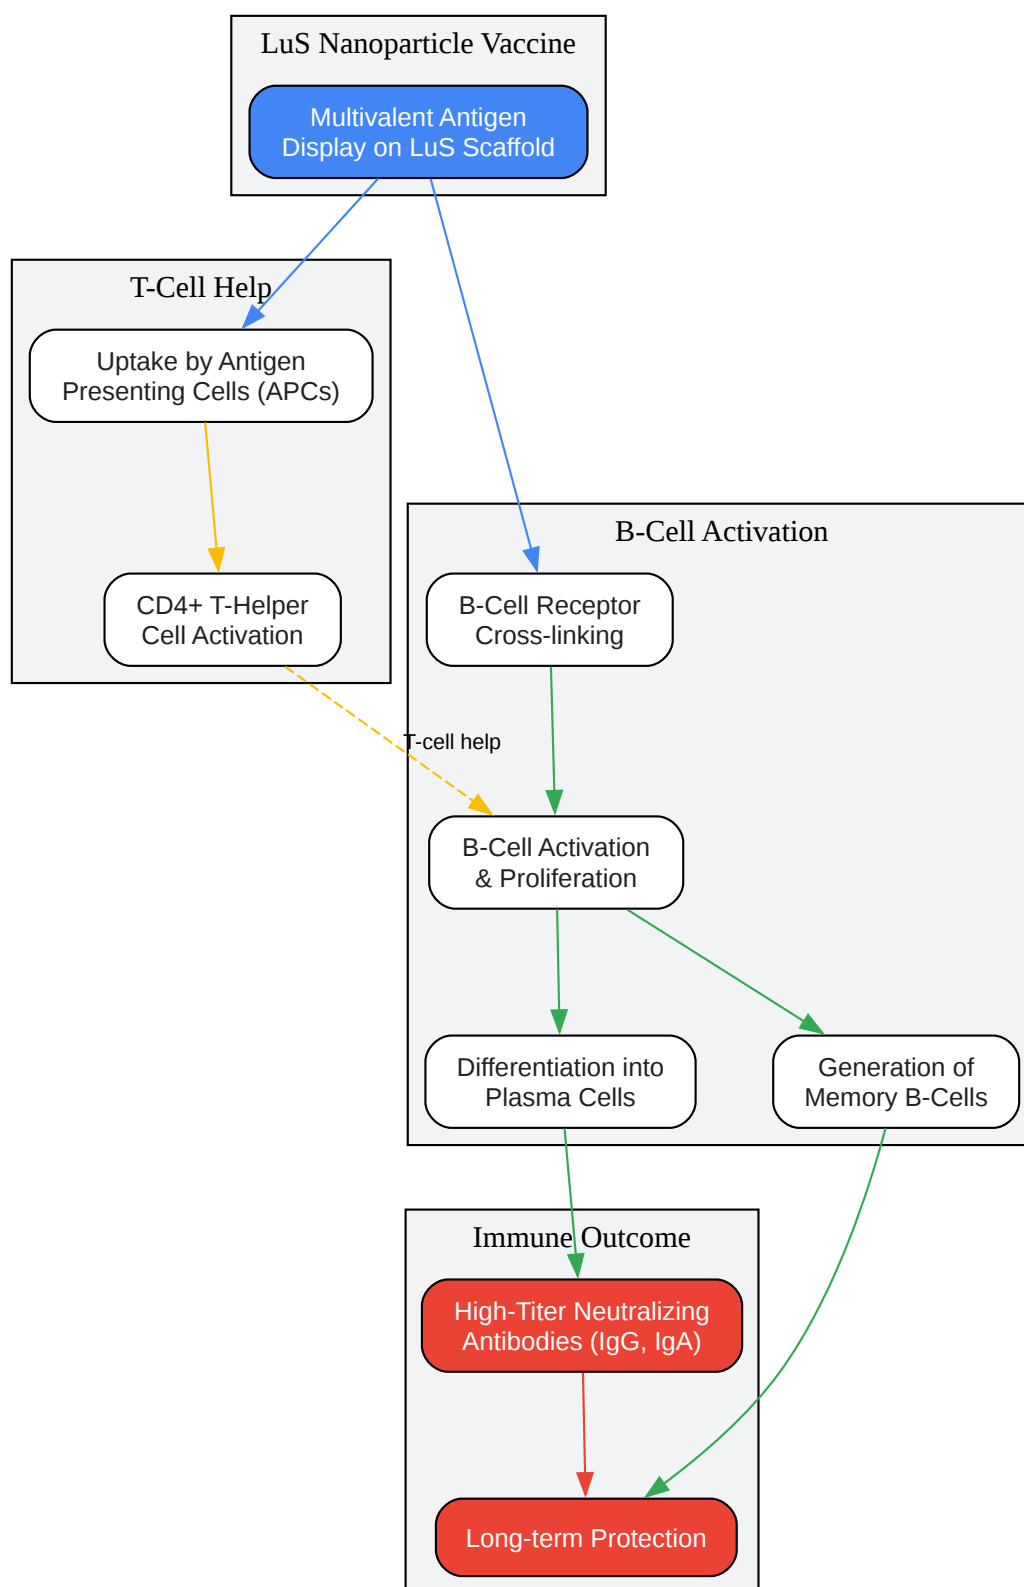 LuS Nanoparticle Vaccine
Multivalent Antigen
Display on LuS Scaffold
T-Cell Help
Uptake by Antigen
Presenting Cells (APCs)
CD4+ T-Helper
Cell Activation
B-Cell Activation
B-Cell Receptor
Cross-linking
T-cell help
B-Cell Activation
& Proliferation
Differentiation into
Plasma Cells
Generation of
Memory B-Cells
Immune Outcome
High-Titer Neutralizing
Antibodies (IgG, IgA)
Long-term Protection